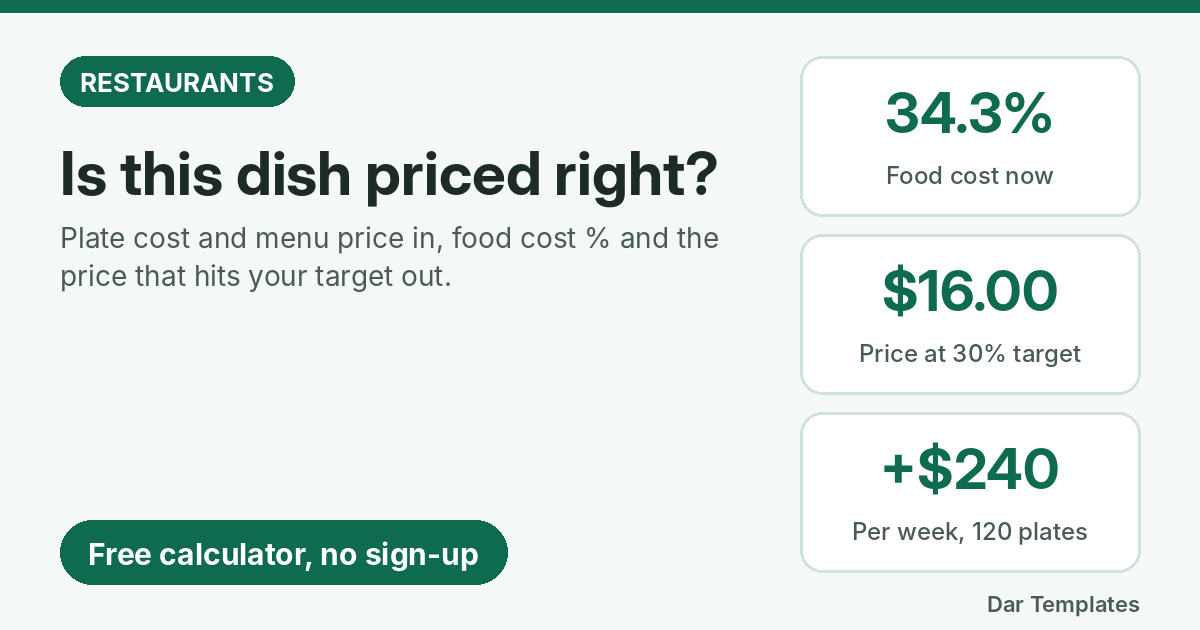 RESTAURANTS
Is this dish priced right?
Plate cost and menu price in, food cost % and the
price that hits your target out.
Free calculator, no sign-up
34.3%
Food cost now
$16.00
Price at 30% target
+$240
Per week, 120 plates
Dar Templates